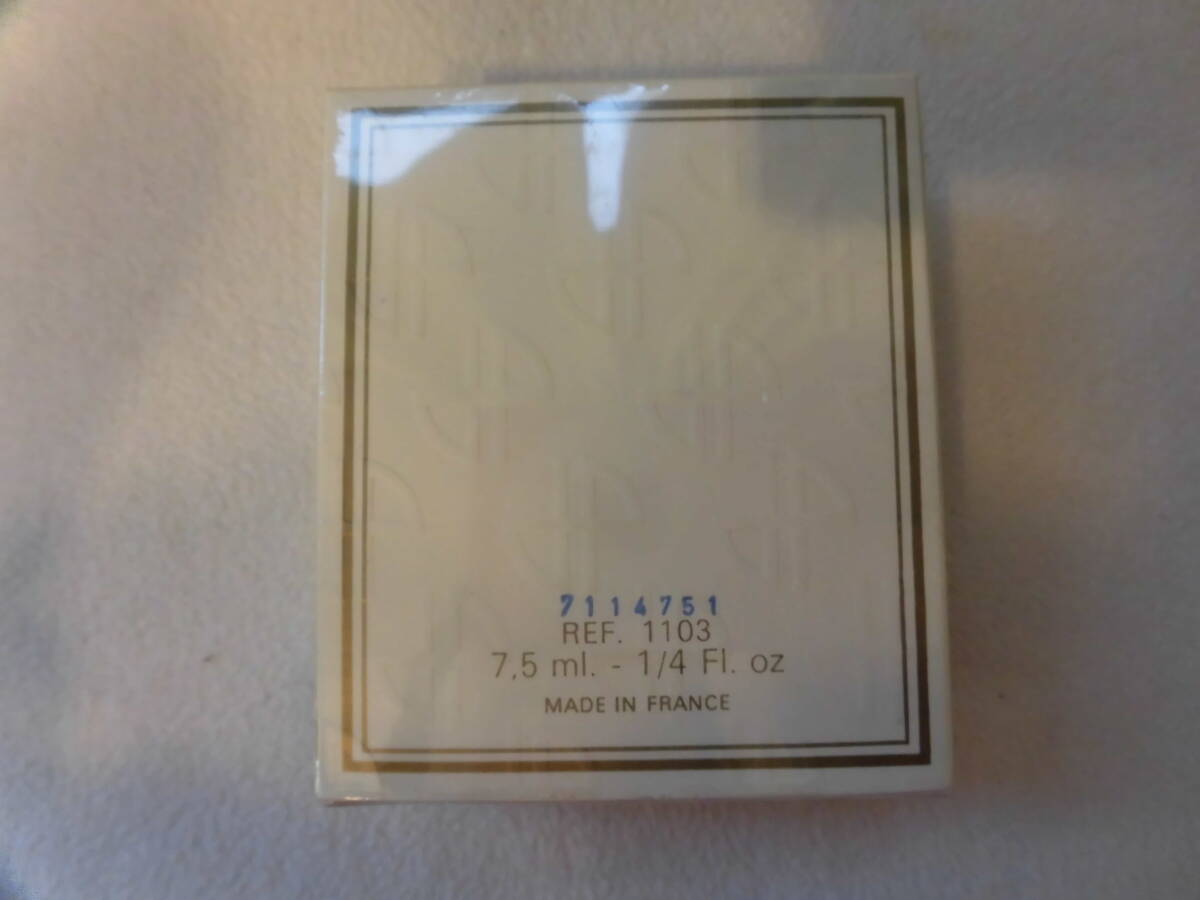 7114751
REF. 1103
7,5 ml. - 1/4 Fl. oz
MADE IN FRANCE